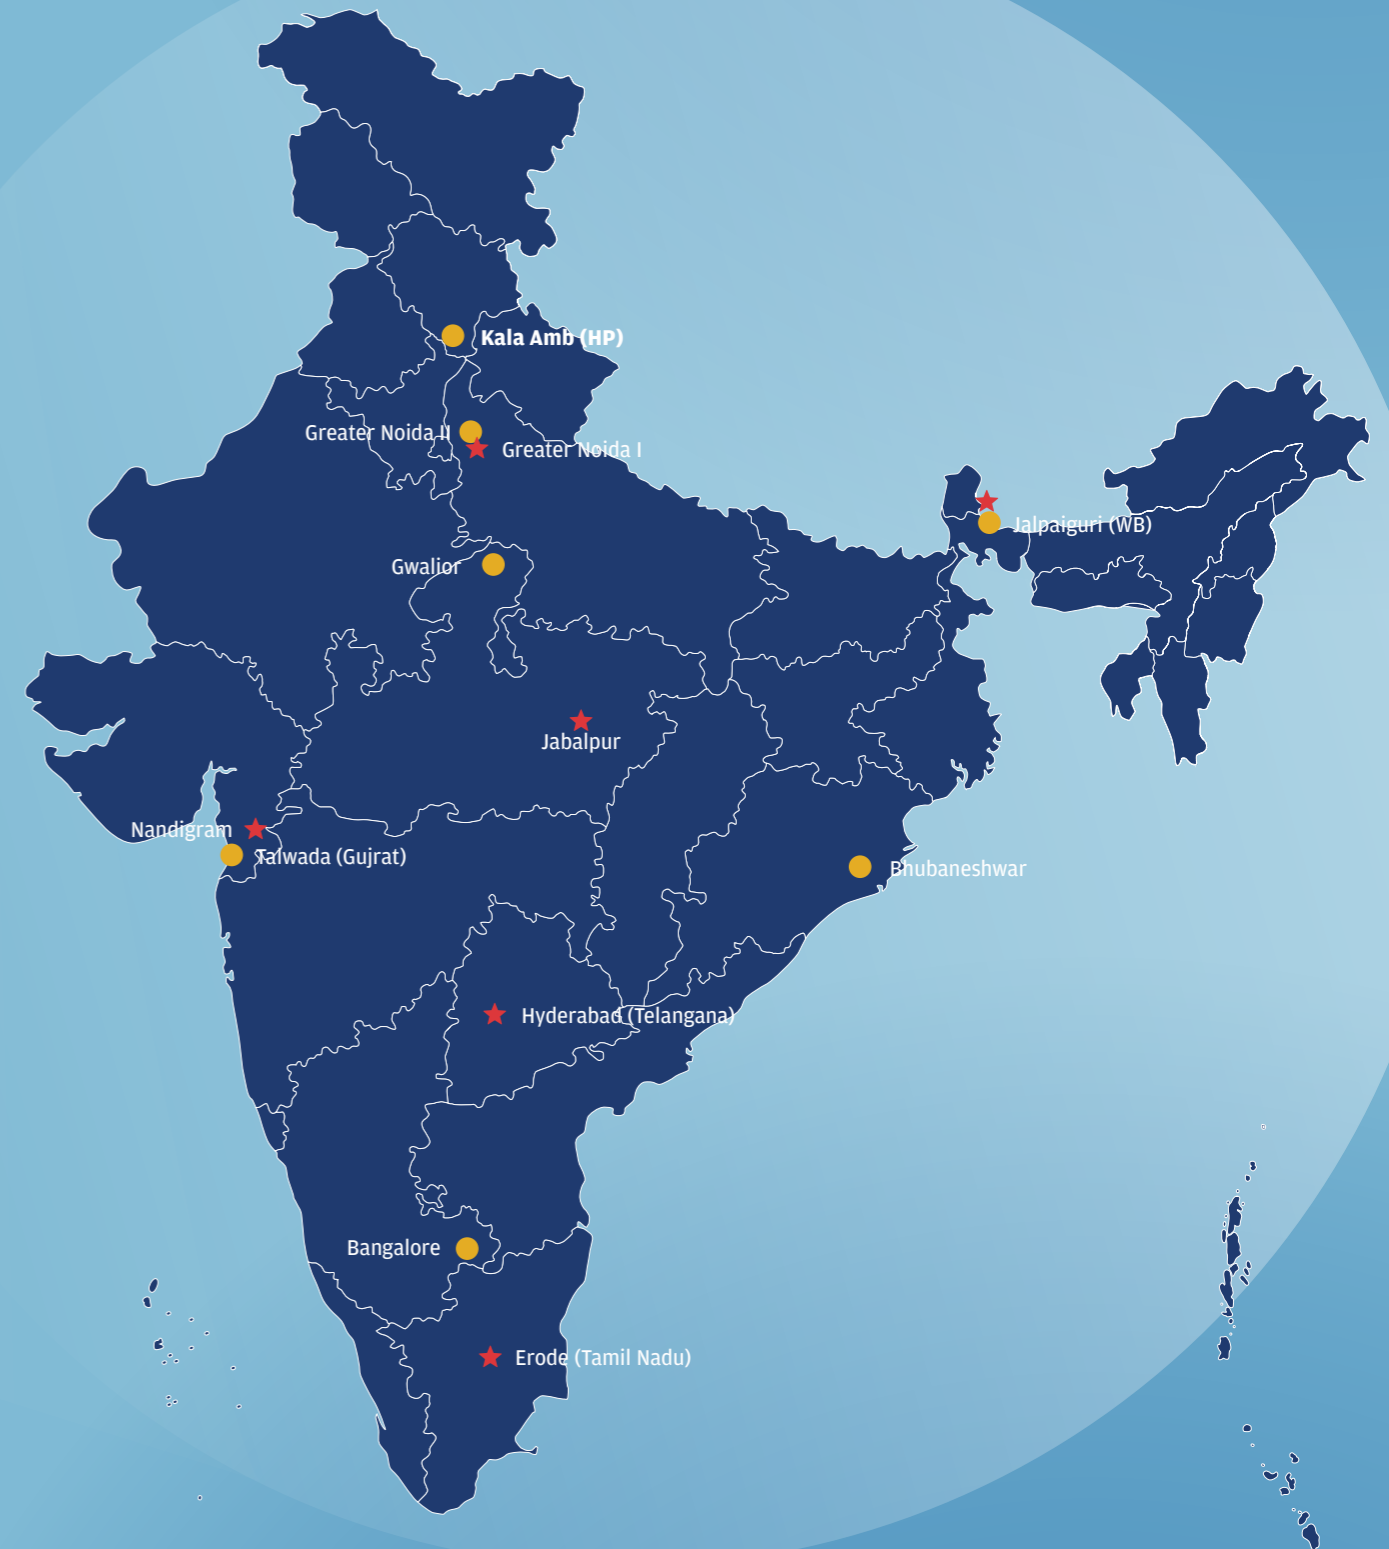 Kala Amb (HP)
Greater Noida II
Greater Noida I
Jalpaiguri (WB)
Gwalior
Jabalpur
Nandigram
Talwada (Gujrat)
Bhubaneshwar
Hyderabad (Telangana)
Bangalore
Erode (Tamil Nadu)